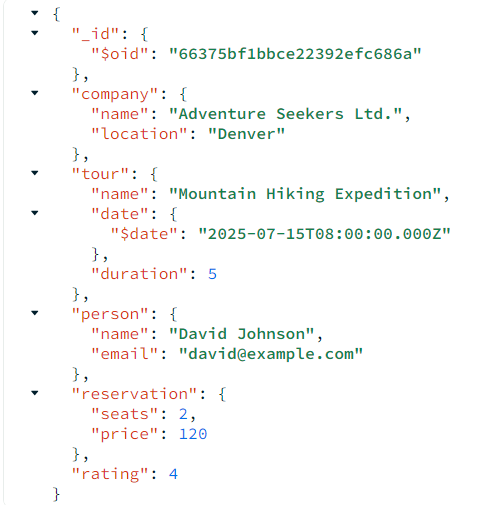 {
"_id": {
"$oid": "66375bf1bbce22392efc686a"
},
"company": {
"name": "Adventure Seekers Ltd.",
"location": "Denver"
},
"tour": {
"name": "Mountain Hiking Expedition",
"date": {
"$date": "2025-07-15T08:00:00.000Z"
},
"duration": 5
},
"person": {
"name": "David Johnson",
"email": "david@example.com"
},
"reservation": {
"seats": 2,
"price": 120
},
"rating": 4
}